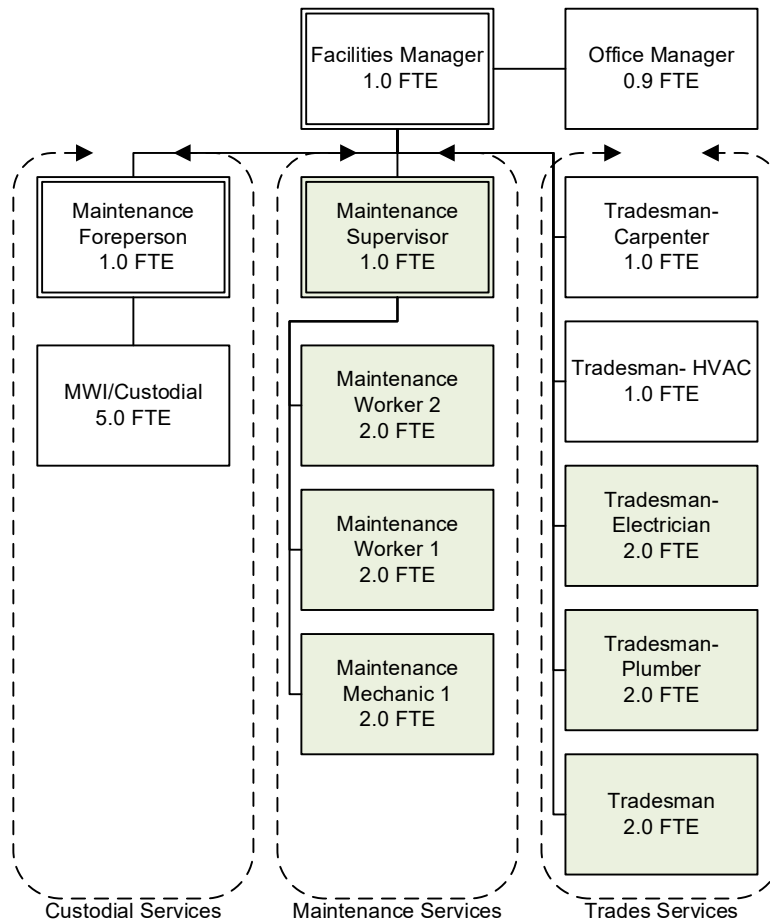 Facilities Manager
1.0 FTE
Office Manager
0.9 FTE
Maintenance
Foreperson
1.0 FTE
MWI/Custodial
5.0 FTE
Custodial Services
Maintenance
Supervisor
1.0 FTE
Maintenance
Worker 2
2.0 FTE
Maintenance
Worker 1
2.0 FTE
Maintenance
Mechanic 1
2.0 FTE
Maintenance Services
Tradesman-
Carpenter
1.0 FTE
Tradesman- HVAC
1.0 FTE
Tradesman-
Electrician
2.0 FTE
Tradesman-
Plumber
2.0 FTE
Tradesman
2.0 FTE
Trades Services